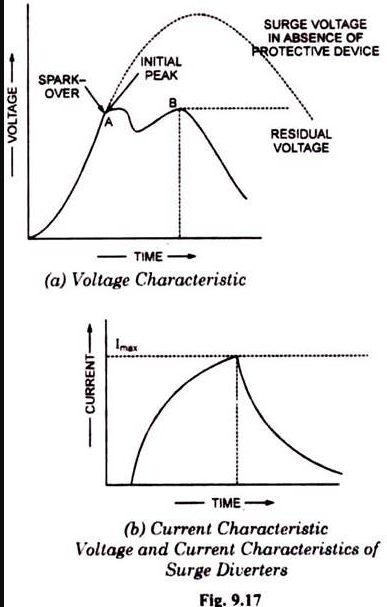 SURGE VOLTAGE
IN ABSENCE OF
PROTECTIVE DEVICE
INITIAL
PEAK
SPARK-
OVER
A
B
RESIDUAL
VOLTAGE
VOLTAGE
TIME
(a) Voltage Characteristic
Imax
CURRENT
TIME
(b) Current Characteristic
Voltage and Current Characteristics of
Surge Diverters
Fig. 9.17